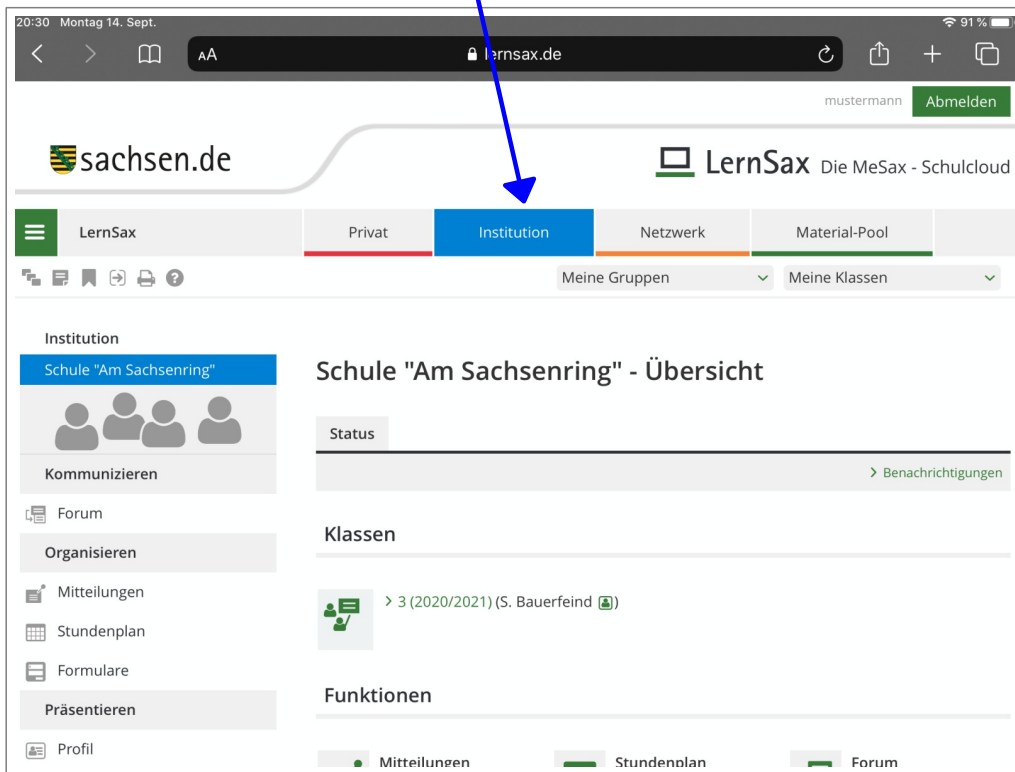 20:30 Montag 14. Sept. 91 %
AA lernsax.de
mustermann Abmelden
sachsen.de LernSax Die MeSax - Schulcloud
LernSax Privat Institution Netzwerk Material-Pool
Meine Gruppen Meine Klassen
Institution
Schule "Am Sachsenring"
Schule "Am Sachsenring" - Übersicht
Status
Kommunizieren
> Benachrichtigungen
Forum
Klassen
Organisieren
Mitteilungen
> 3 (2020/2021) (S. Bauerfeind)
Stundenplan
Formulare
Funktionen
Präsentieren
Profil
Mitteilungen Stundenplan Forum